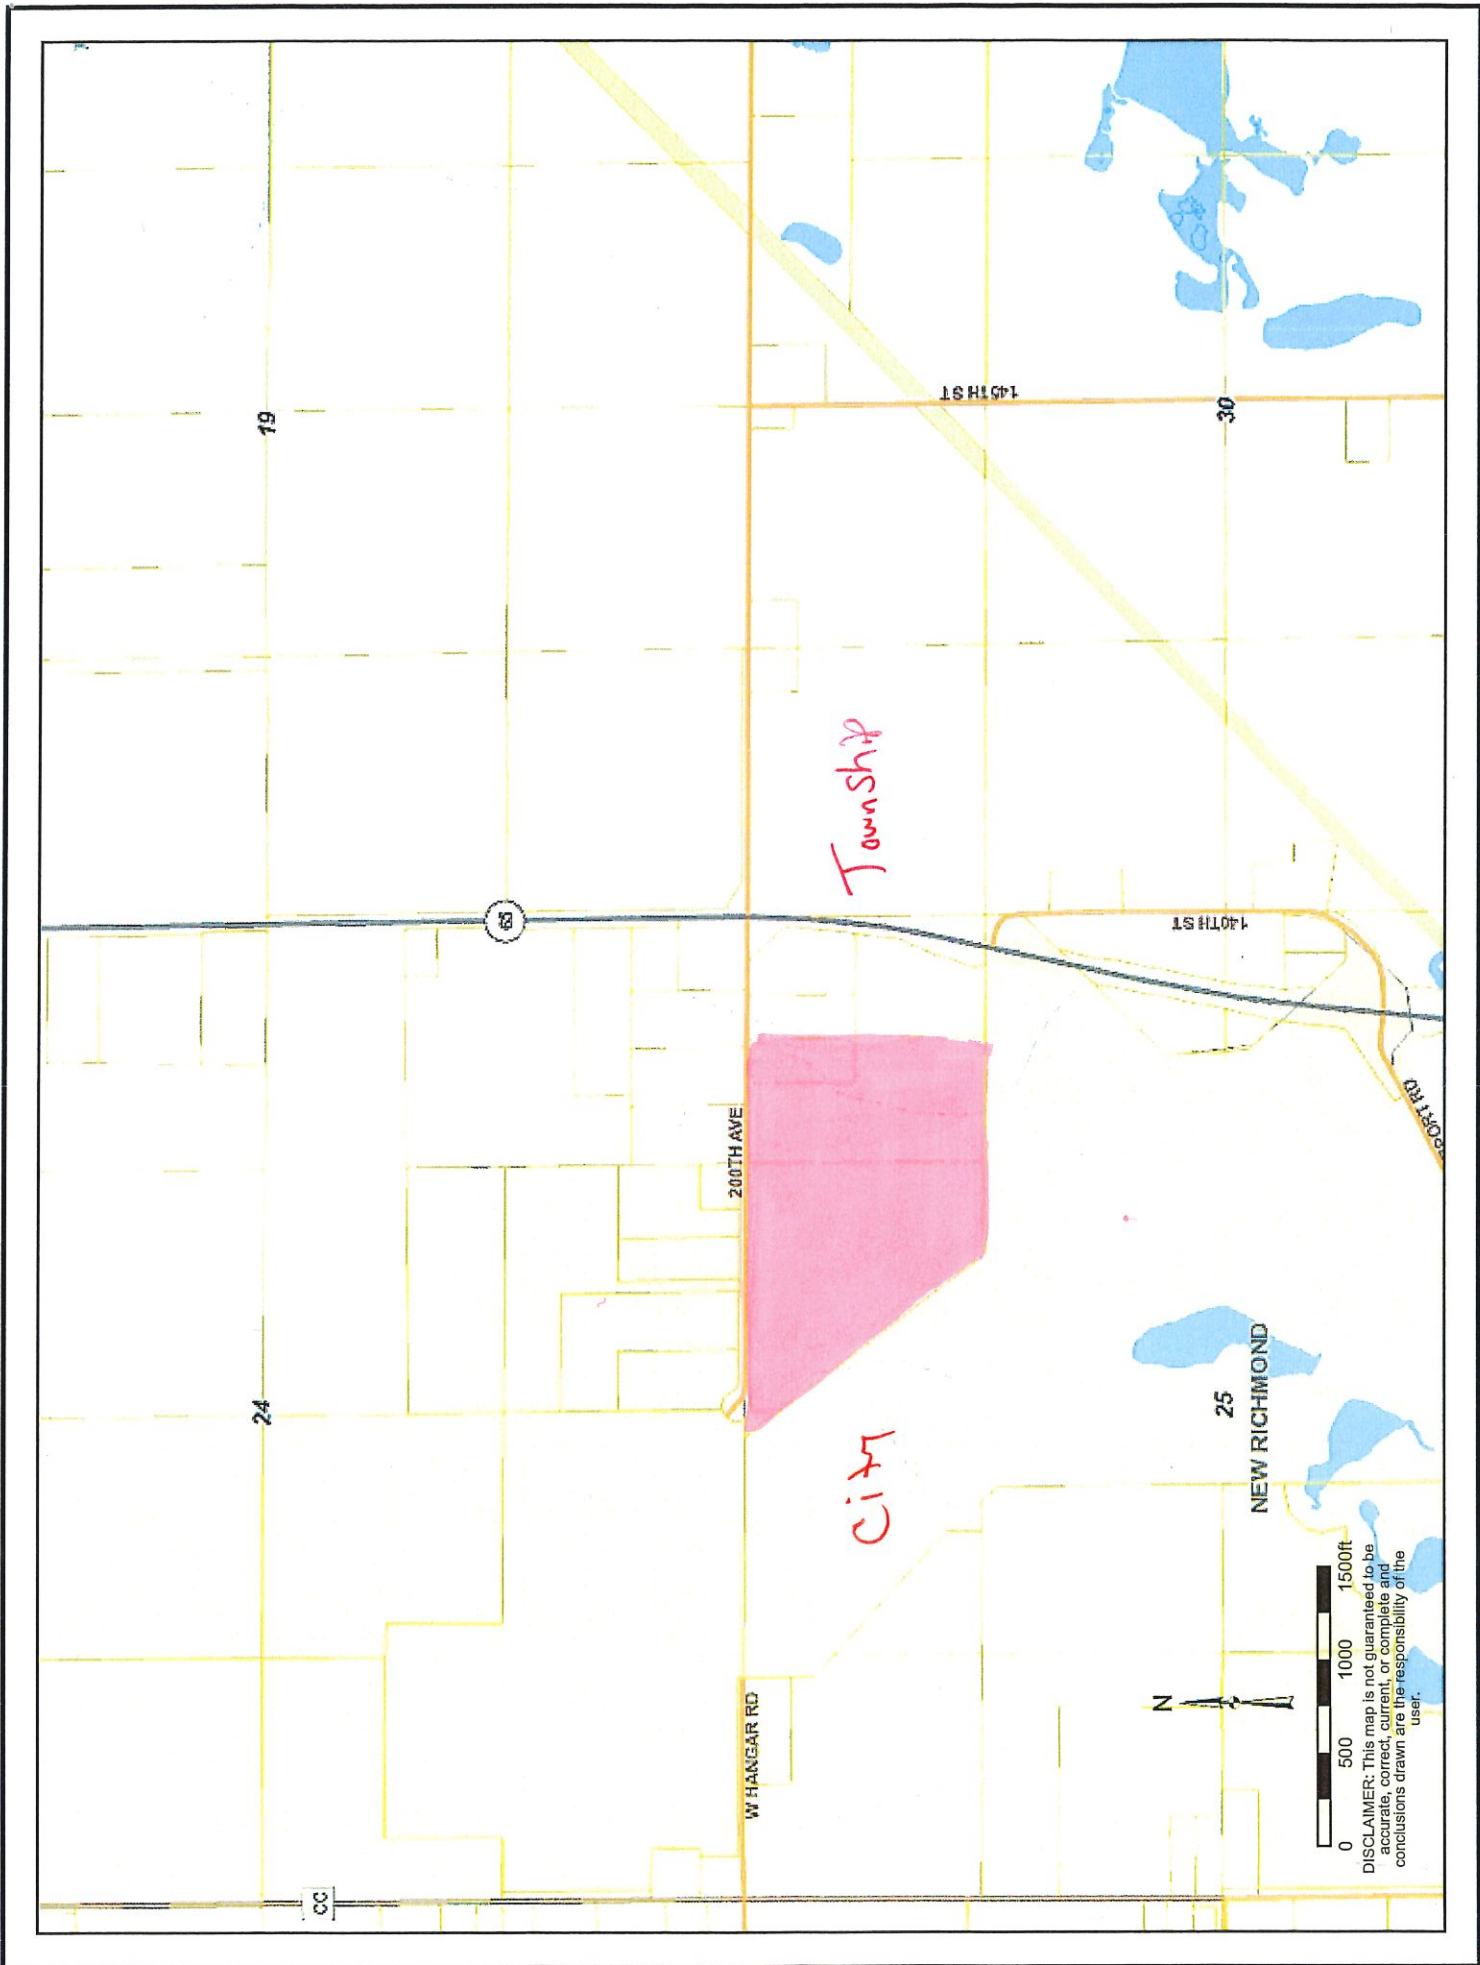 19
24
65
CC
200TH AVE
W HANGAR RD
Township
City
145TH ST
30
140TH ST
25
NEW RICHMOND
PORT RD
N
0 500 1000 1500ft
DISCLAIMER: This map is not guaranteed to be
accurate, correct, current, or complete and
conclusions drawn are the responsibility of the
user.